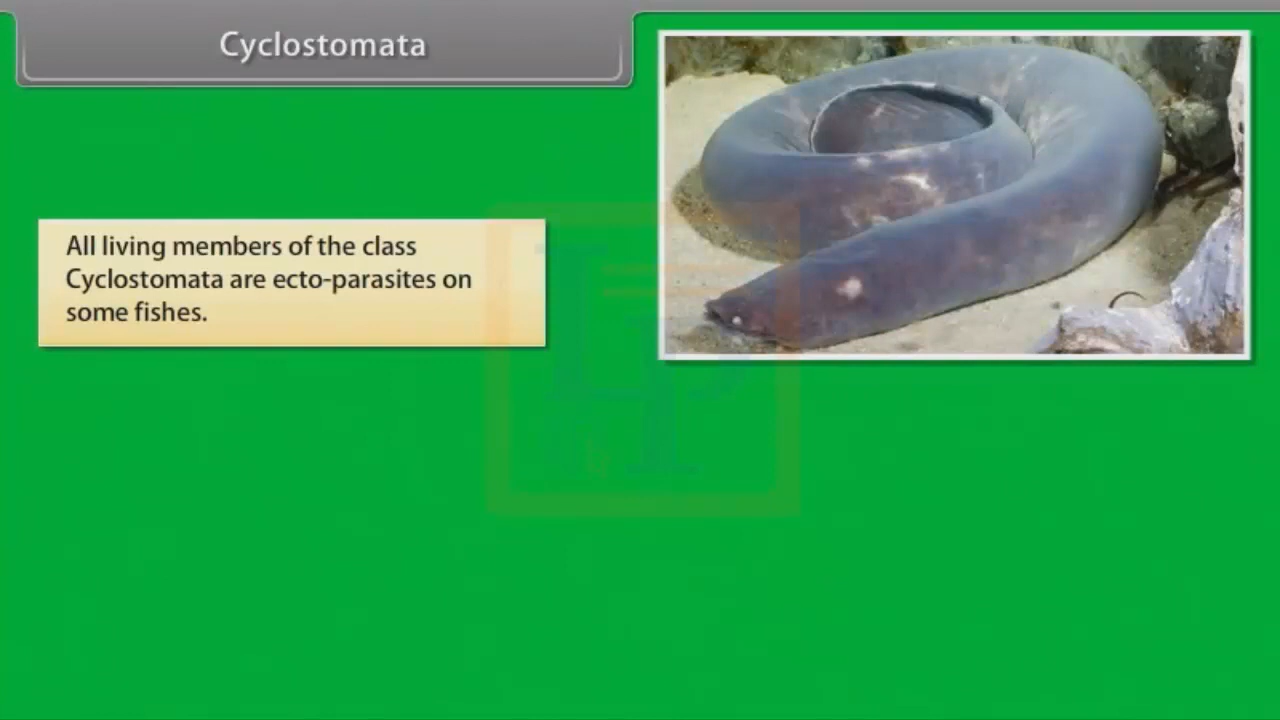 Cyclostomata
All living members of the class
Cyclostomata are ecto-parasites on
some fishes.